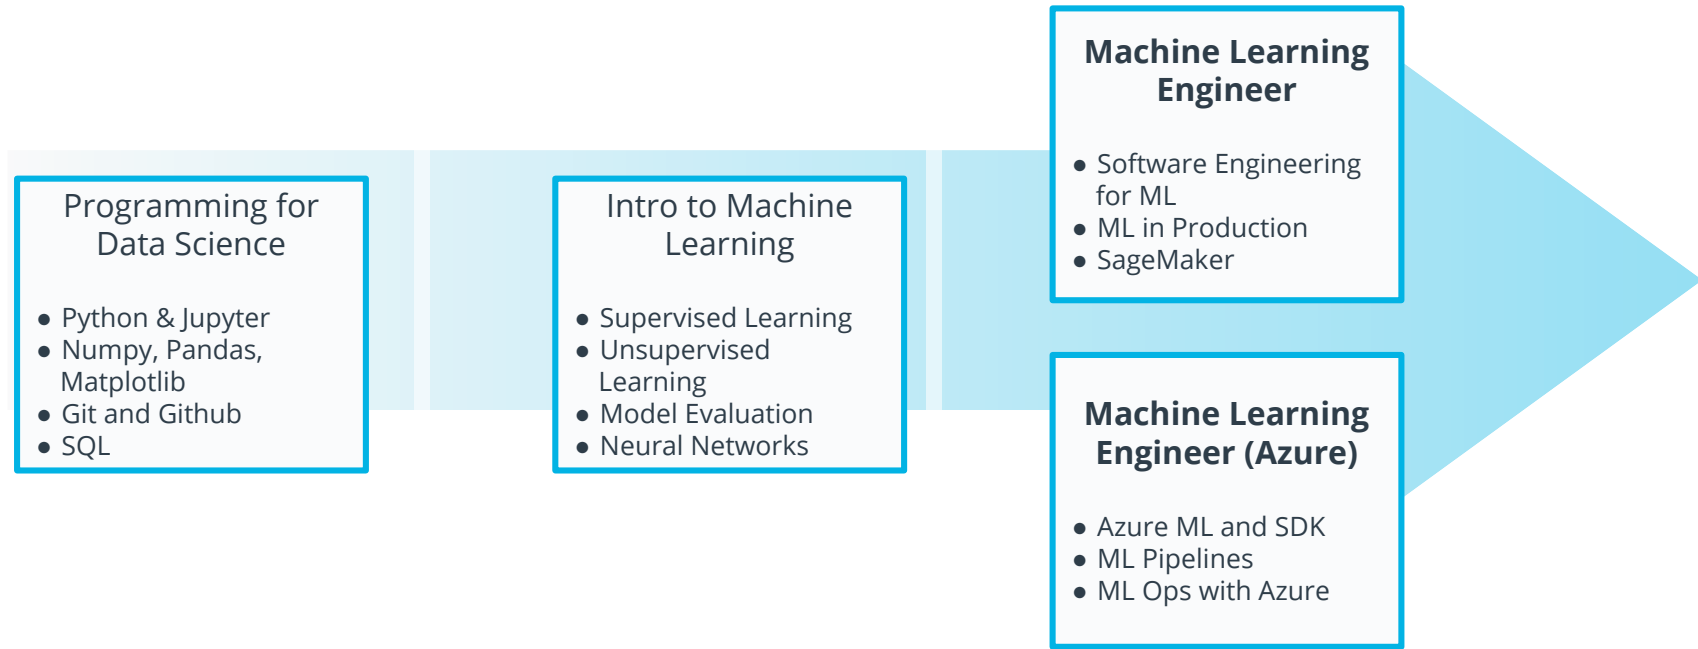 Programming for
Data Science
● Python & Jupyter
● Numpy, Pandas,
Matplotlib
● Git and Github
● SQL
Intro to Machine
Learning
● Supervised Learning
● Unsupervised
Learning
● Model Evaluation
● Neural Networks
Machine Learning
Engineer
● Software Engineering
for ML
● ML in Production
● SageMaker
Machine Learning
Engineer (Azure)
● Azure ML and SDK
● ML Pipelines
● ML Ops with Azure